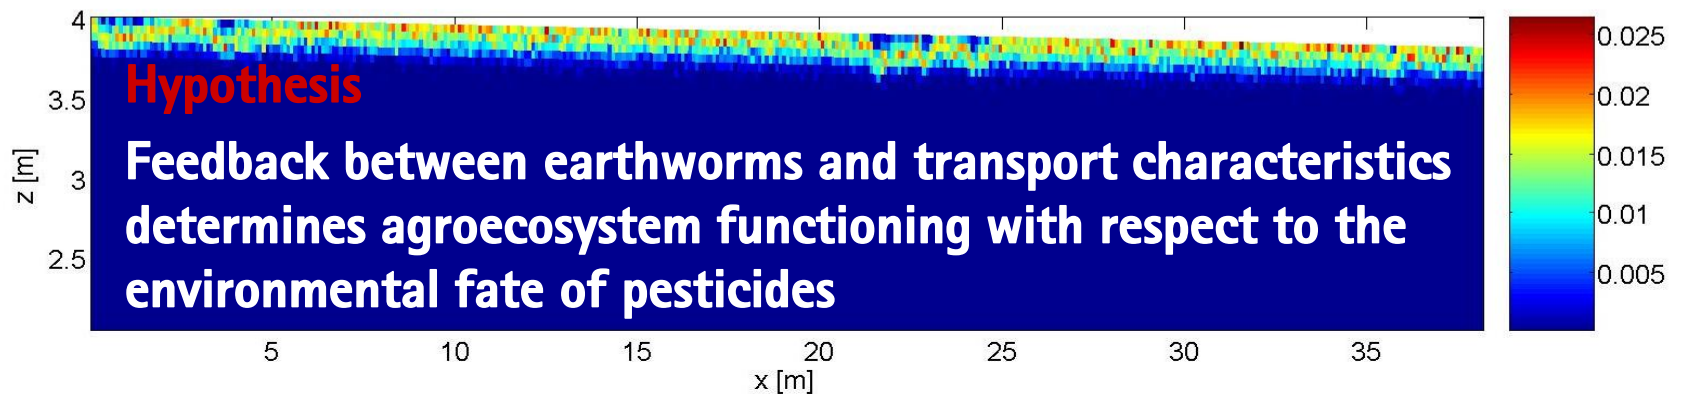 4
3.5
3
2.5
z [m]
Hypothesis
Feedback between earthworms and transport characteristics
determines agroecosystem functioning with respect to the
environmental fate of pesticides
5 10 15 20 25 30 35
x [m]
0.025
0.02
0.015
0.01
0.005